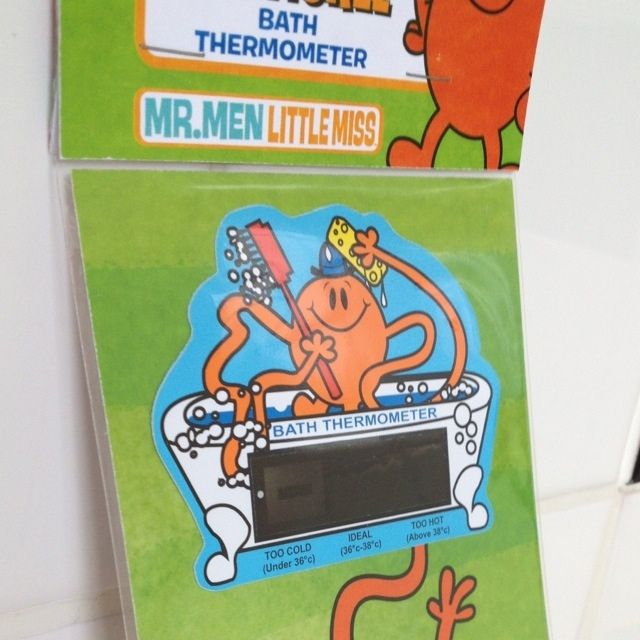 BATH
THERMOMETER
MR.MEN LITTLE MISS
BATH THERMOMETER
TOO COLD
(Under 36°c)
IDEAL
(36°c-38°c)
TOO HOT
(Above 38°c)